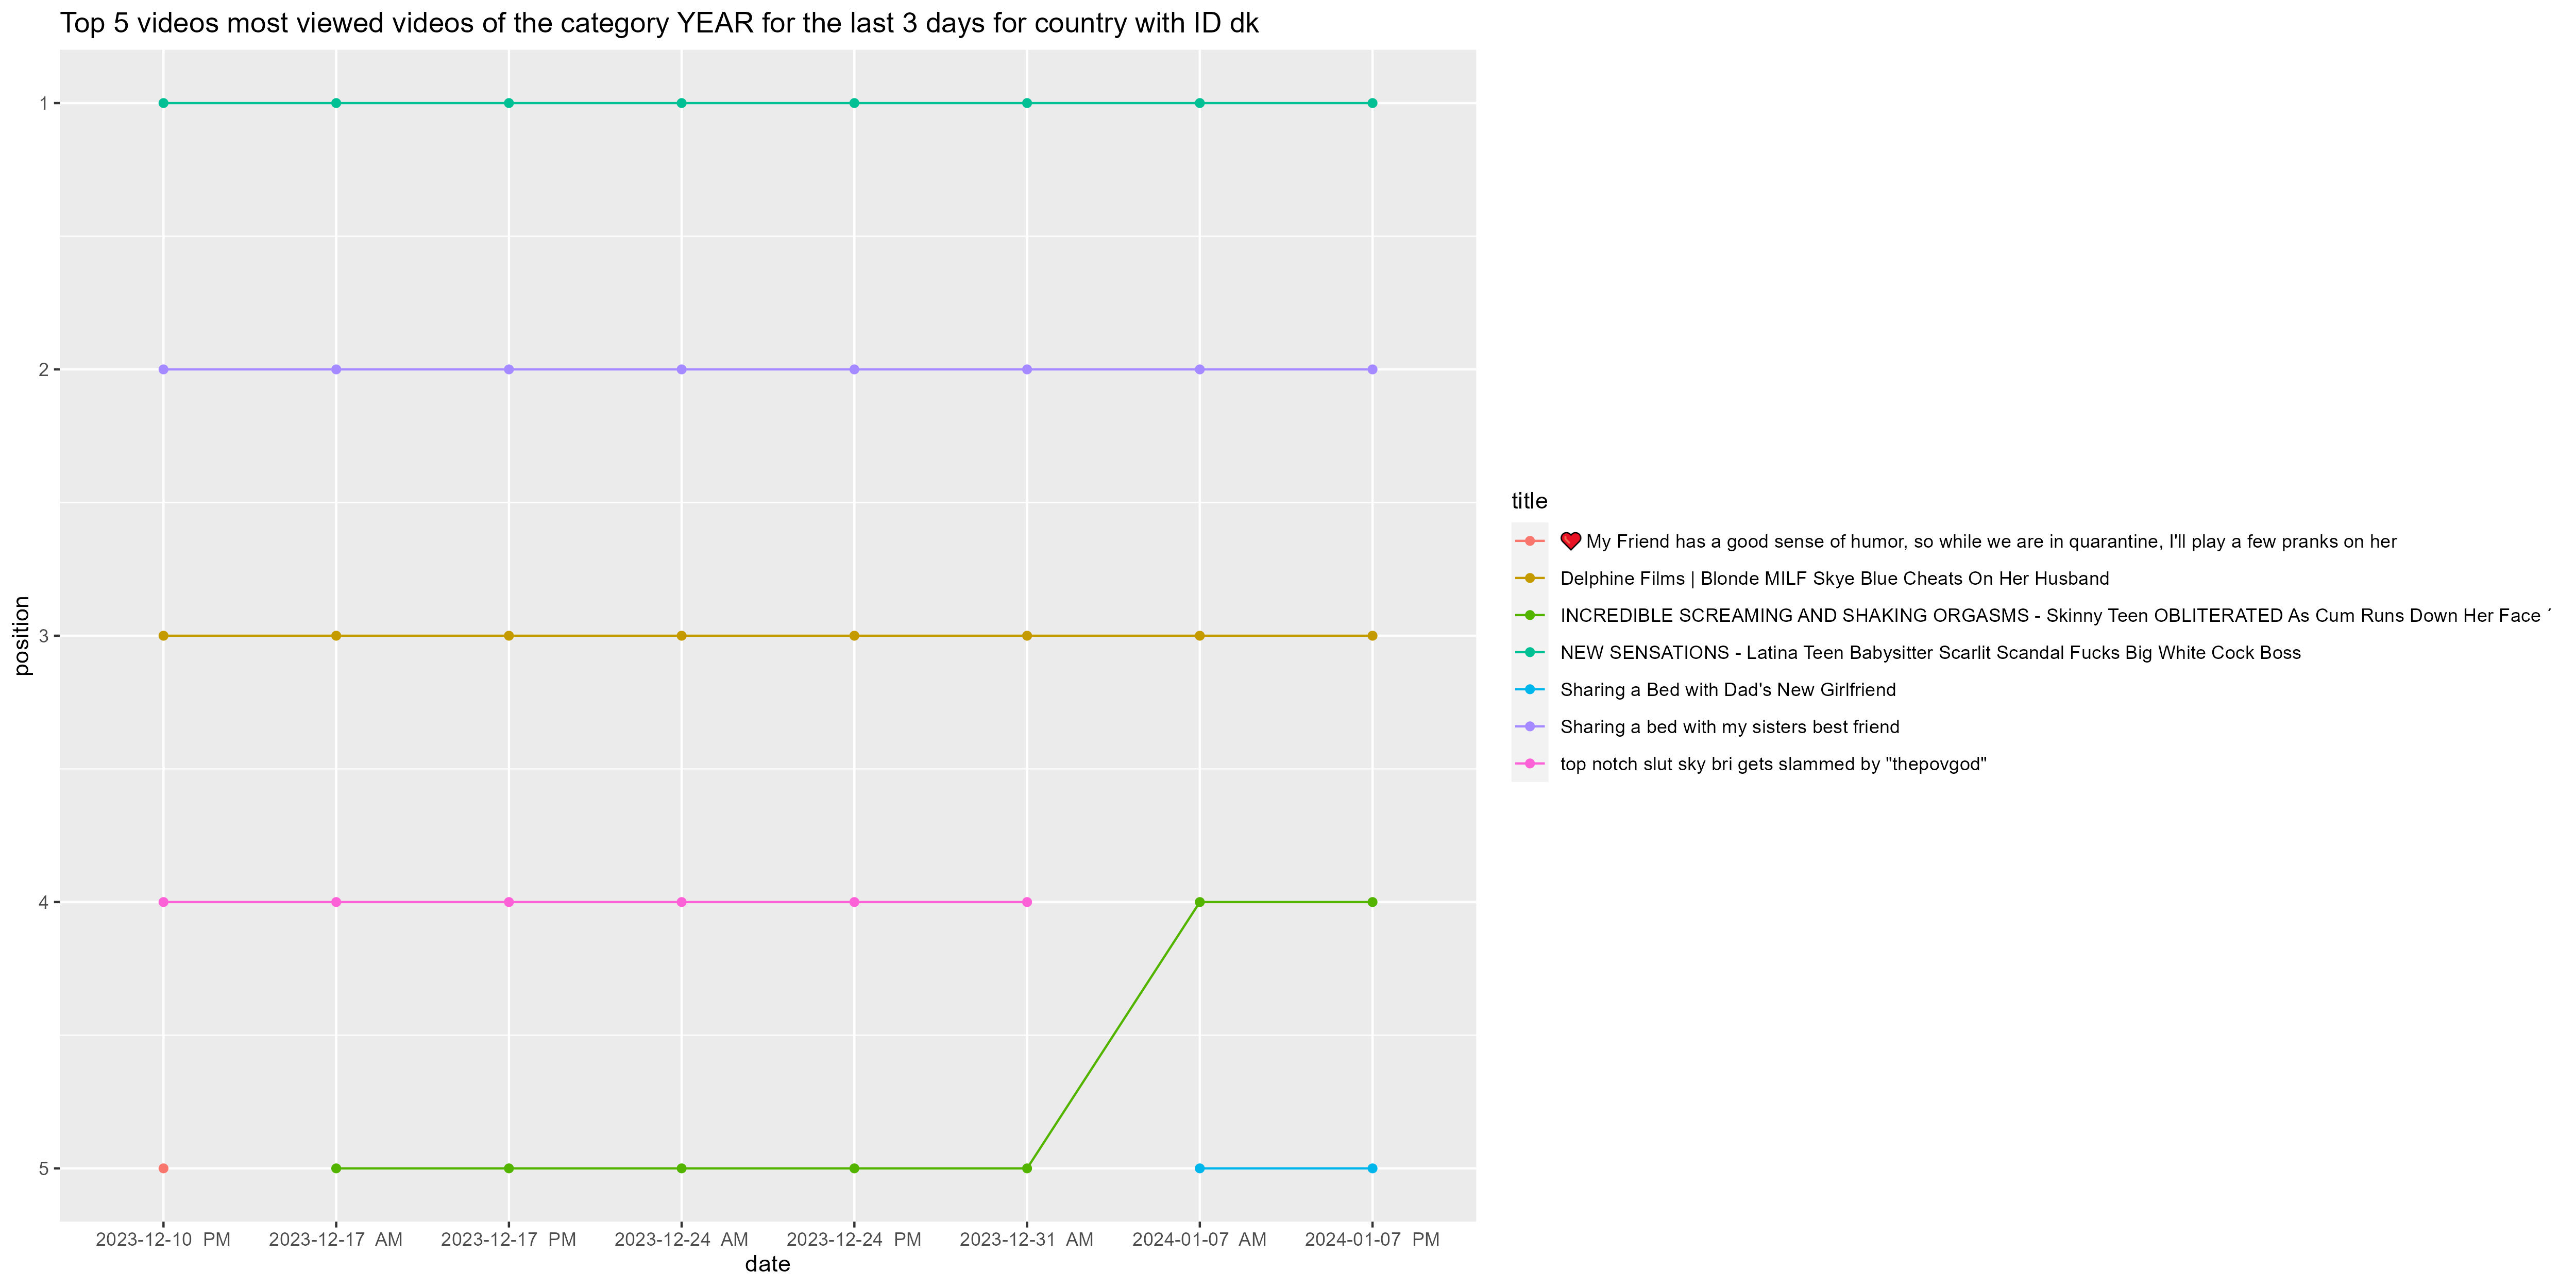 Top 5 videos most viewed videos of the category YEAR for the last 3 days for country with ID dk
position
1
2
3
4
5
2023-12-10 PM
2023-12-17 AM
2023-12-17 PM
2023-12-24 AM
2023-12-24 PM
2023-12-31 AM
2024-01-07 AM
2024-01-07 PM
date
title
❤️ My Friend has a good sense of humor, so while we are in quarantine, I'll play a few pranks on her
Delphine Films | Blonde MILF Skye Blue Cheats On Her Husband
INCREDIBLE SCREAMING AND SHAKING ORGASMS - Skinny Teen OBLITERATED As Cum Runs Down Her Face
NEW SENSATIONS - Latina Teen Babysitter Scarlit Scandal Fucks Big White Cock Boss
Sharing a Bed with Dad's New Girlfriend
Sharing a bed with my sisters best friend
top notch slut sky bri gets slammed by "thepovgod"